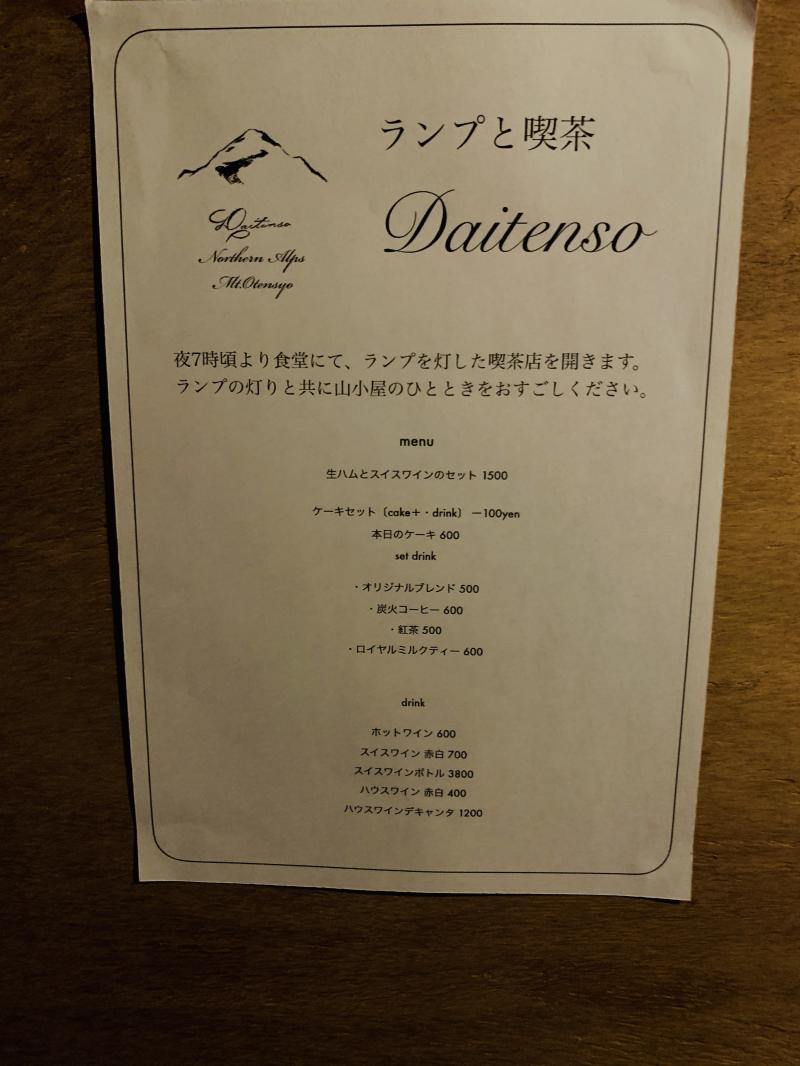 ランプと喫茶
Daitenso
Daitenso
Northern Alps
Mt.Otensyo
夜7時頃より食堂にて、ランプを灯した喫茶店を開きます。
ランプの灯りと共に山小屋のひとときをおすごしください。
menu
生ハムとスイスワインのセット 1500
ケーキセット〔cake＋・drink〕 ー100yen
本日のケーキ 600
set drink
・オリジナルブレンド 500
・炭火コーヒー 600
・紅茶 500
・ロイヤルミルクティー 600
drink
ホットワイン 600
スイスワイン 赤白 700
スイスワインボトル 3800
ハウスワイン 赤白 400
ハウスワインデキャンタ 1200